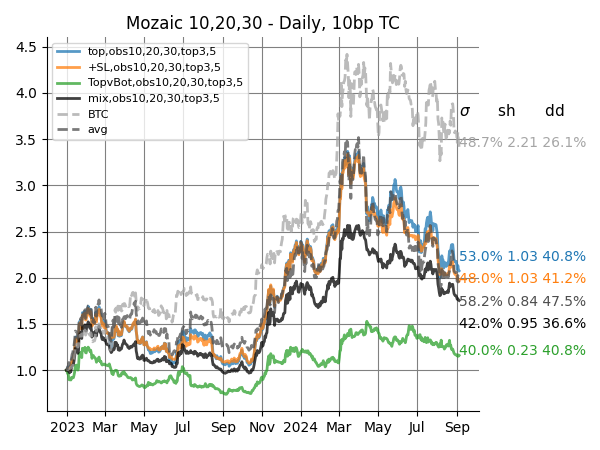 Mozaic 10,20,30 - Daily, 10bp TC
4.5
4.0
3.5
3.0
2.5
2.0
1.5
1.0
top,obs10,20,30,top3,5
+SL,obs10,20,30,top3,5
TopvBot,obs10,20,30,top3,5
mix,obs10,20,30,top3,5
BTC
avg
σ sh dd
48.7% 2.21 26.1%
53.0% 1.03 40.8%
48.0% 1.03 41.2%
58.2% 0.84 47.5%
42.0% 0.95 36.6%
40.0% 0.23 40.8%
2023 Mar May Jul Sep Nov 2024 Mar May Jul Sep